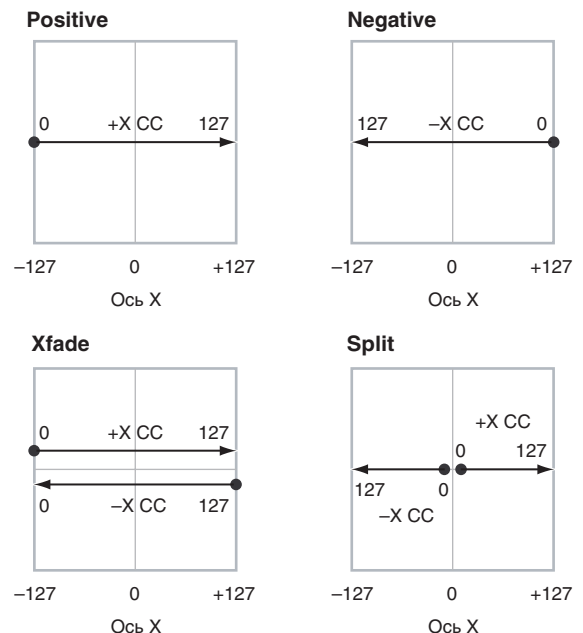 Positive
0 +X CC 127
–127 0 +127
Ось X
Negative
127 –X CC 0
–127 0 +127
Ось X
Xfade
0 +X CC 127
0 –X CC 127
–127 0 +127
Ось X
Split
+X CC
0 127
127 0
–X CC
–127 0 +127
Ось X